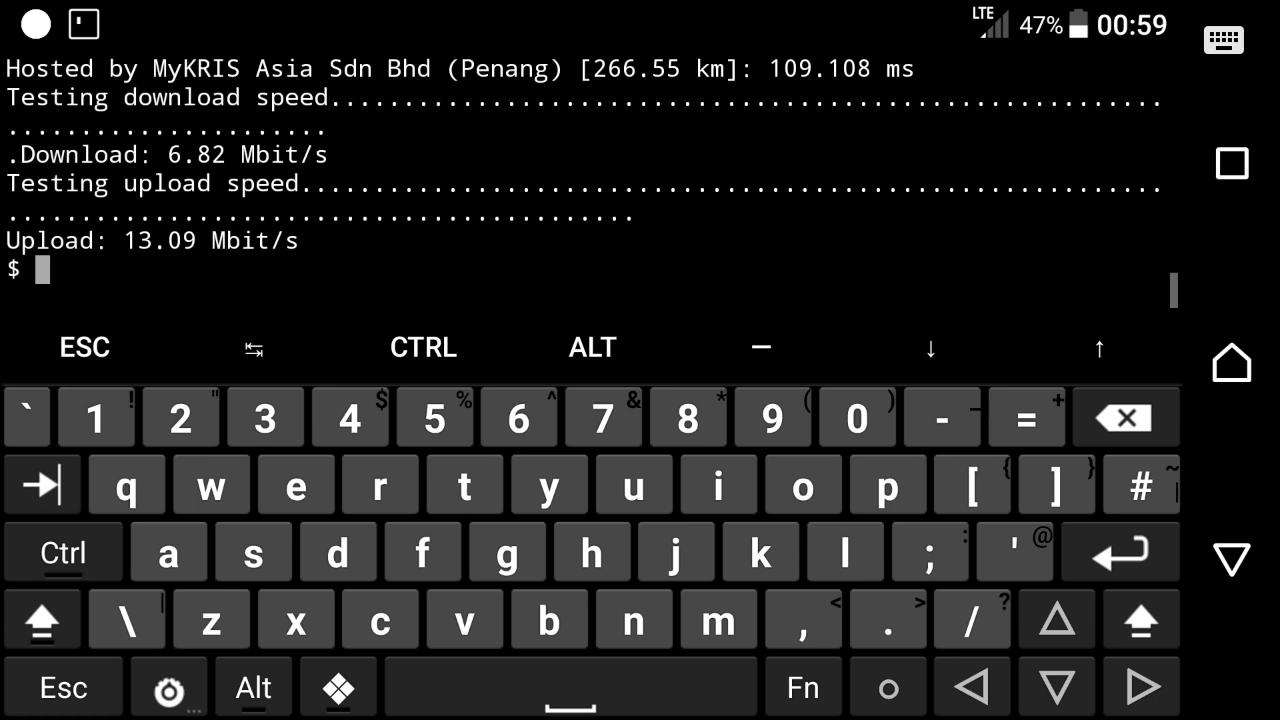 LTE 47% 00:59
Hosted by MyKRIS Asia Sdn Bhd (Penang) [266.55 km]: 109.108 ms
Testing download speed.........................................................
......................
.Download: 6.82 Mbit/s
Testing upload speed...........................................................
...........................................
Upload: 13.09 Mbit/s
$
ESC ↹ CTRL ALT — ↓ ↑
` 1 ! 2 " 3 4 $ 5 % 6 ^ 7 & 8 * 9 ( 0 ) - _ = +
q w e r t y u i o p [ { ] } # ~ |
Ctrl a s d f g h j k l ; : ' @
\ | z x c v b n m , < . > / ?
Esc Alt Fn